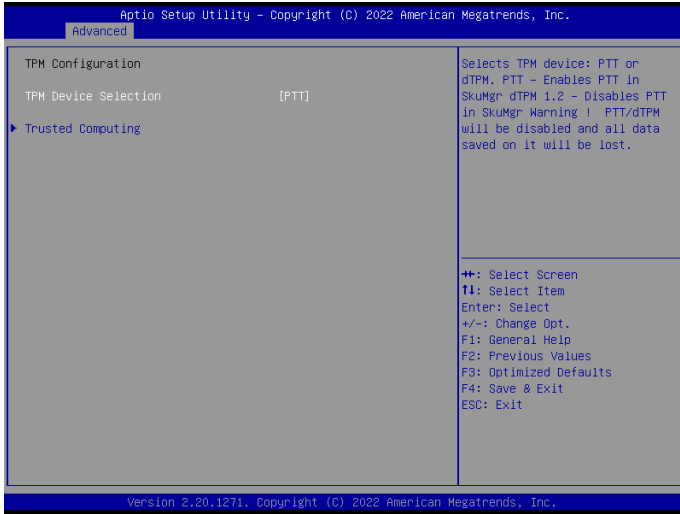 Aptio Setup Utility – Copyright (C) 2022 American Megatrends, Inc.
Advanced
TPM Configuration
TPM Device Selection [PTT]
Trusted Computing
Selects TPM device: PTT or
dTPM. PTT – Enables PTT in
SkuMgr dTPM 1.2 – Disables PTT
in SkuMgr Warning ! PTT/dTPM
will be disabled and all data
saved on it will be lost.
→←: Select Screen
↑↓: Select Item
Enter: Select
+/-: Change Opt.
F1: General Help
F2: Previous Values
F3: Optimized Defaults
F4: Save & Exit
ESC: Exit
Version 2.20.1271. Copyright (C) 2022 American Megatrends, Inc.